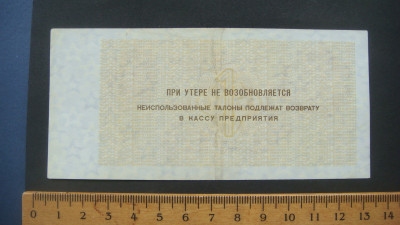 ПРИ УТЕРЕ НЕ ВОЗОБНОВЛЯЕТСЯ
НЕИСПОЛЬЗОВАННЫЕ ТАЛОНЫ ПОДЛЕЖАТ ВОЗВРАТУ
В КАССУ ПРЕДПРИЯТИЯ
0 1 2 3 4 5 6 7 8 9 10 11 12 13 14